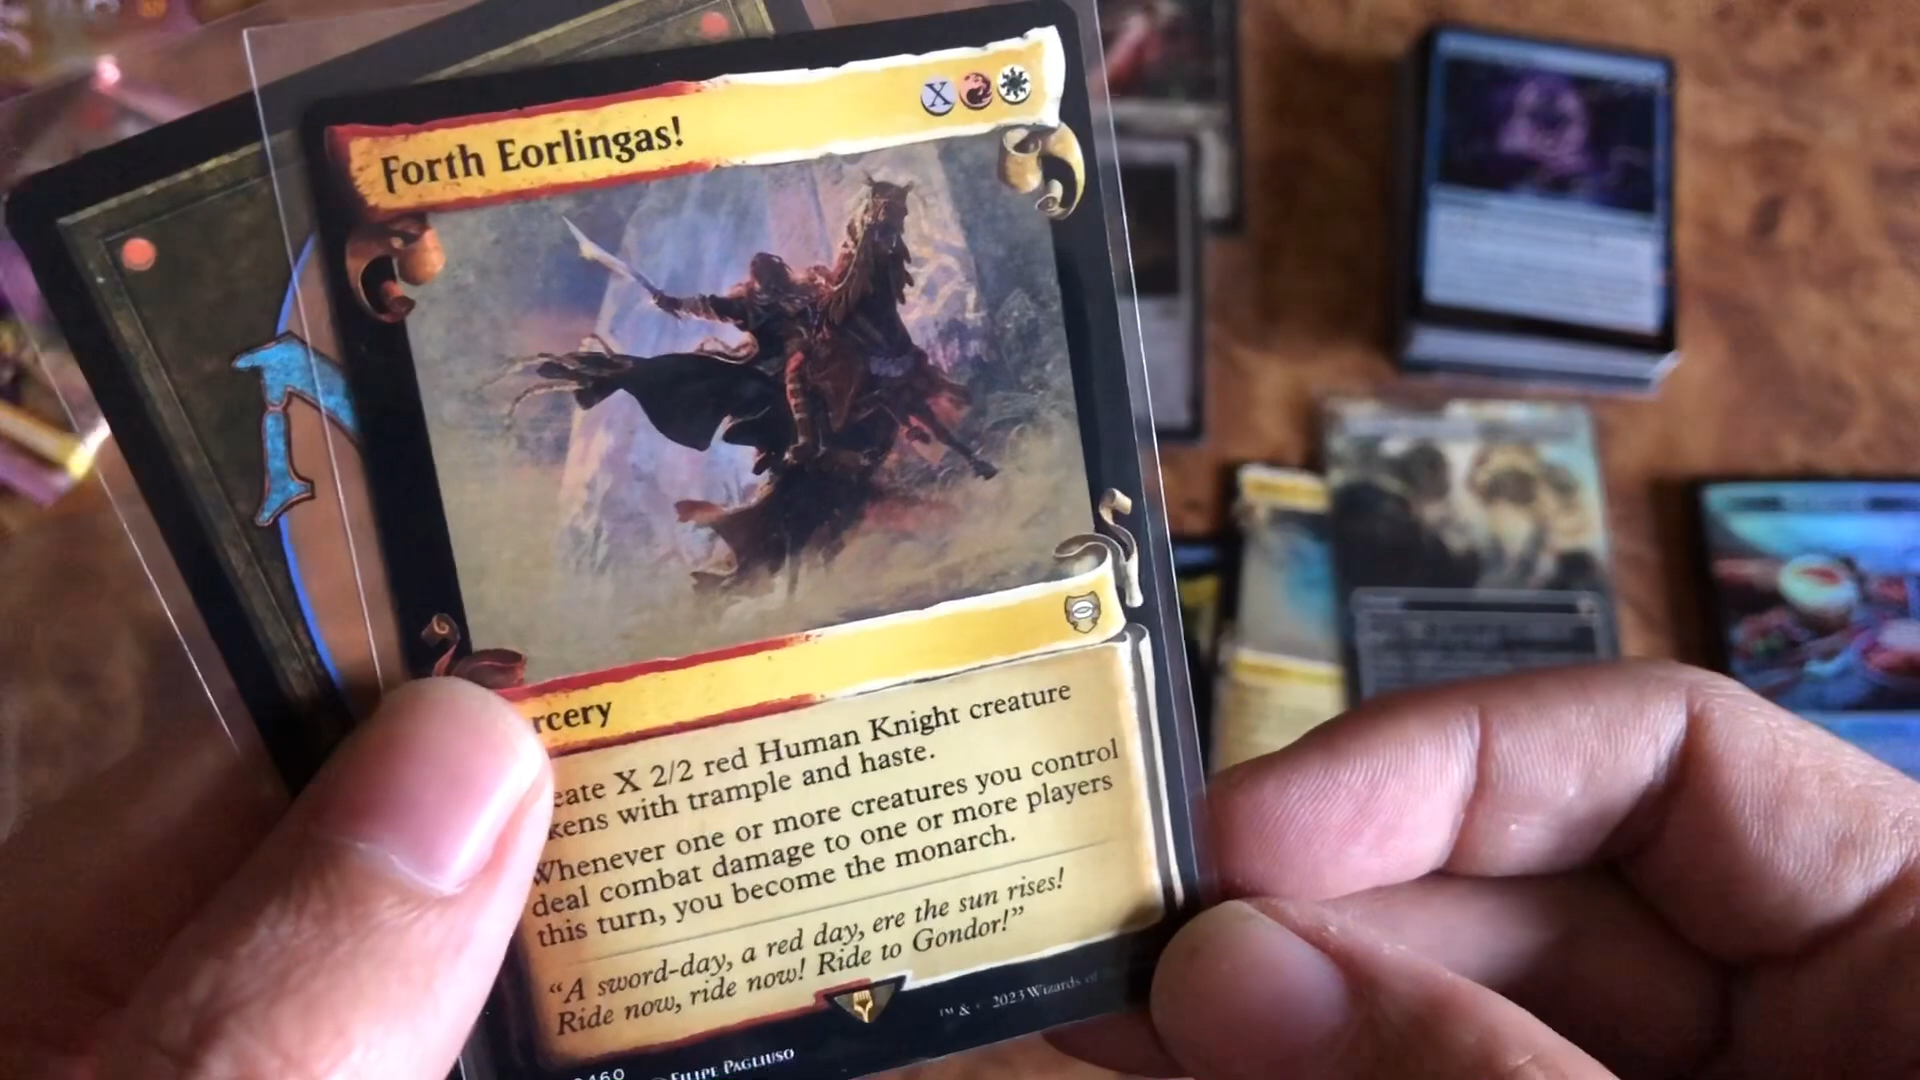 Forth Eorlingas!
X
rcery
eate X 2/2 red Human Knight creature
kens with trample and haste.
Whenever one or more creatures you control
deal combat damage to one or more players
this turn, you become the monarch.
“A sword-day, a red day, ere the sun rises!
Ride now, ride now! Ride to Gondor!”
™ & © 2023 Wizards of
0460
FILIPE PAGLIUSO